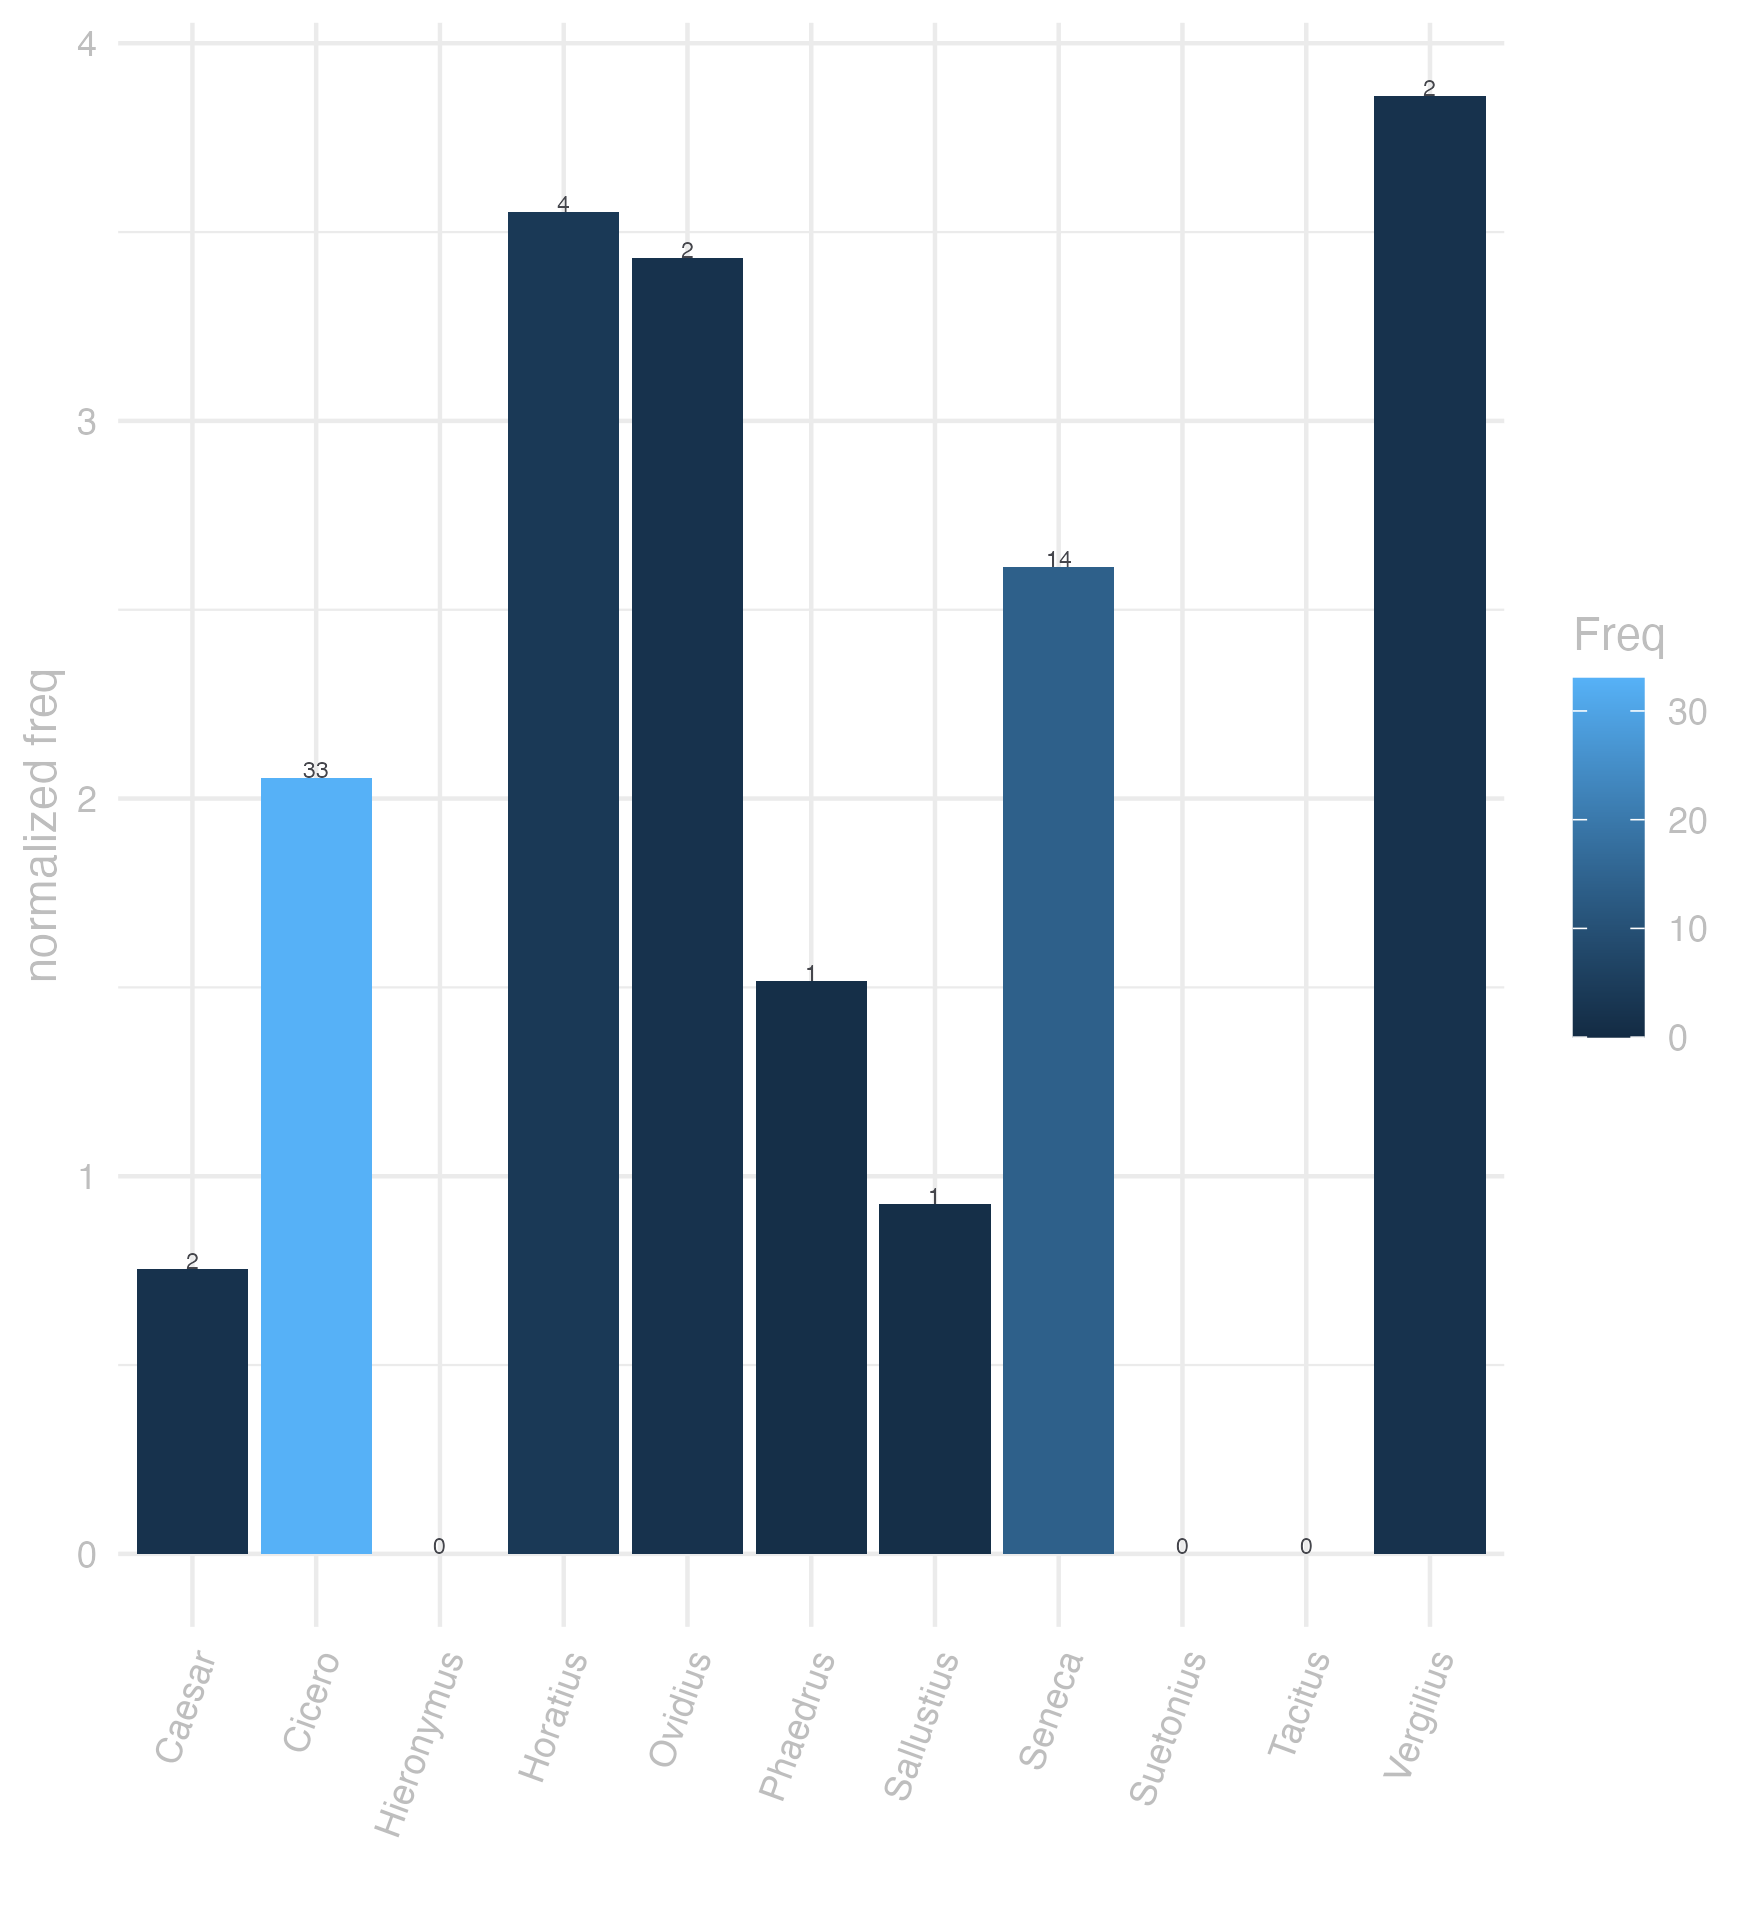 normalized freq
4
3
2
1
0
2
33
0
4
2
1
1
14
0
0
2
Caesar
Cicero
Hieronymus
Horatius
Ovidius
Phaedrus
Sallustius
Seneca
Suetonius
Tacitus
Vergilius
Freq
30
20
10
0